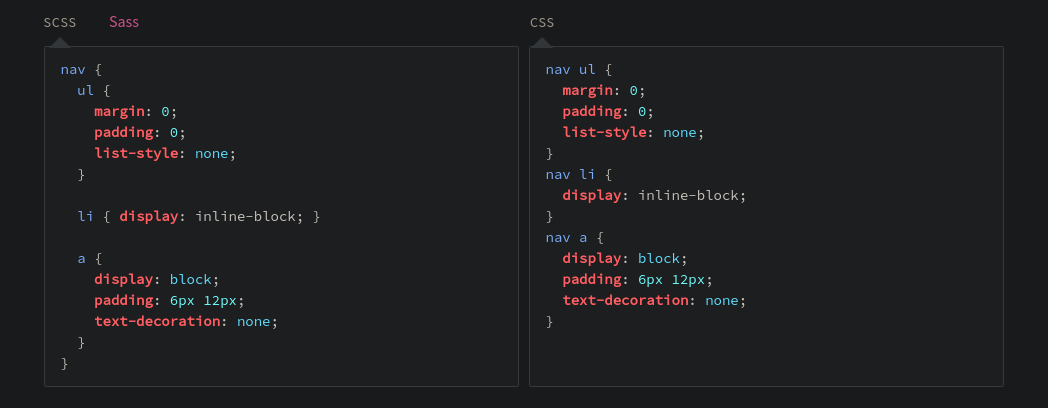 SCSS Sass
nav {
  ul {
    margin: 0;
    padding: 0;
    list-style: none;
  }

  li { display: inline-block; }

  a {
    display: block;
    padding: 6px 12px;
    text-decoration: none;
  }
}
CSS
nav ul {
  margin: 0;
  padding: 0;
  list-style: none;
}
nav li {
  display: inline-block;
}
nav a {
  display: block;
  padding: 6px 12px;
  text-decoration: none;
}